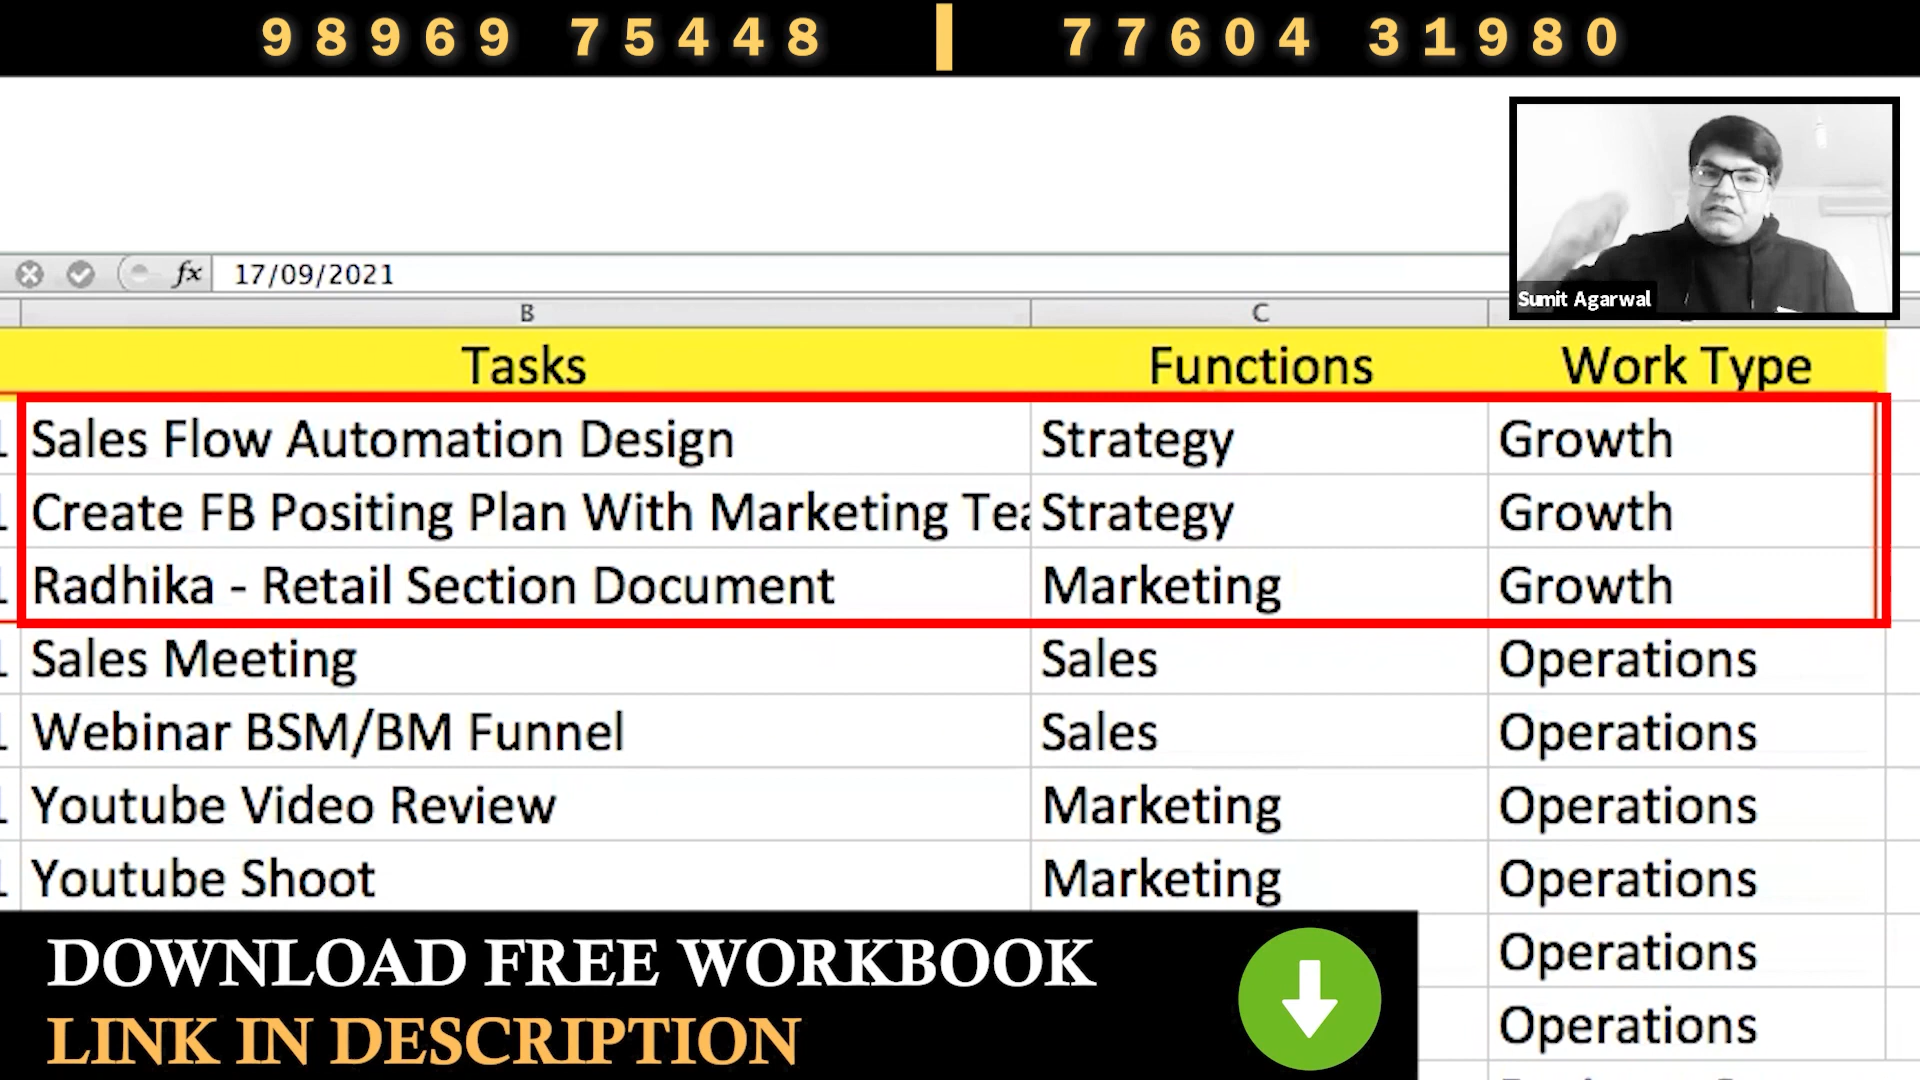 98969 75448 | 77604 31980
Sumit Agarwal
fx 17/09/2021
B C
Tasks Functions Work Type
Sales Flow Automation Design Strategy Growth
Create FB Positing Plan With Marketing Tea Strategy Growth
Radhika - Retail Section Document Marketing Growth
Sales Meeting Sales Operations
Webinar BSM/BM Funnel Sales Operations
Youtube Video Review Marketing Operations
Youtube Shoot Marketing Operations
Operations
Operations
DOWNLOAD FREE WORKBOOK
LINK IN DESCRIPTION